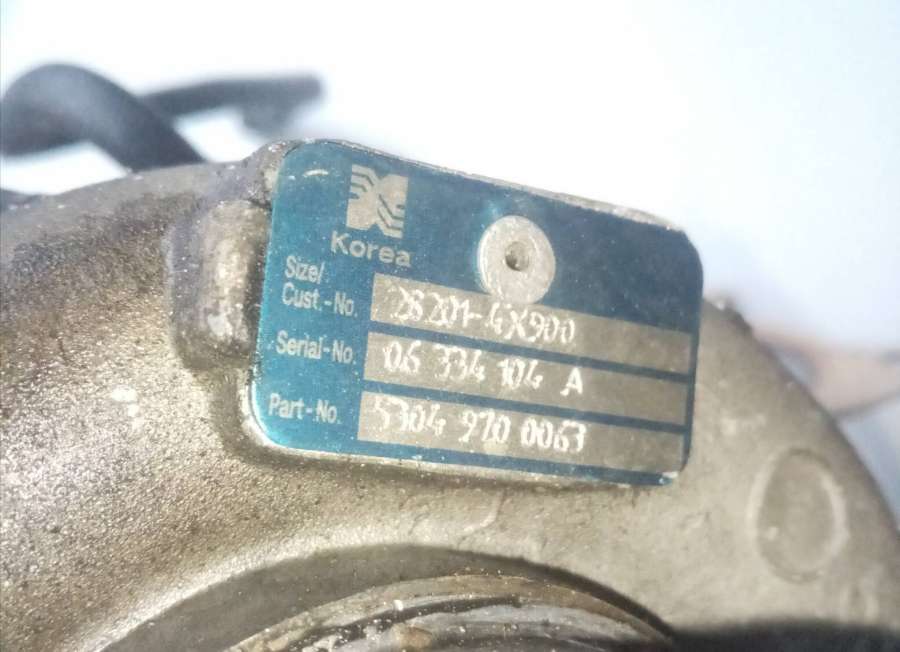 Korea
Size/
Cust.-No. 28201-4X900
Serial-No. 06 334 104 A
Part-No. 5304 970 0063